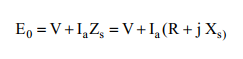 E₀ = V + IₐZₛ = V + Iₐ (R + j Xₛ₎